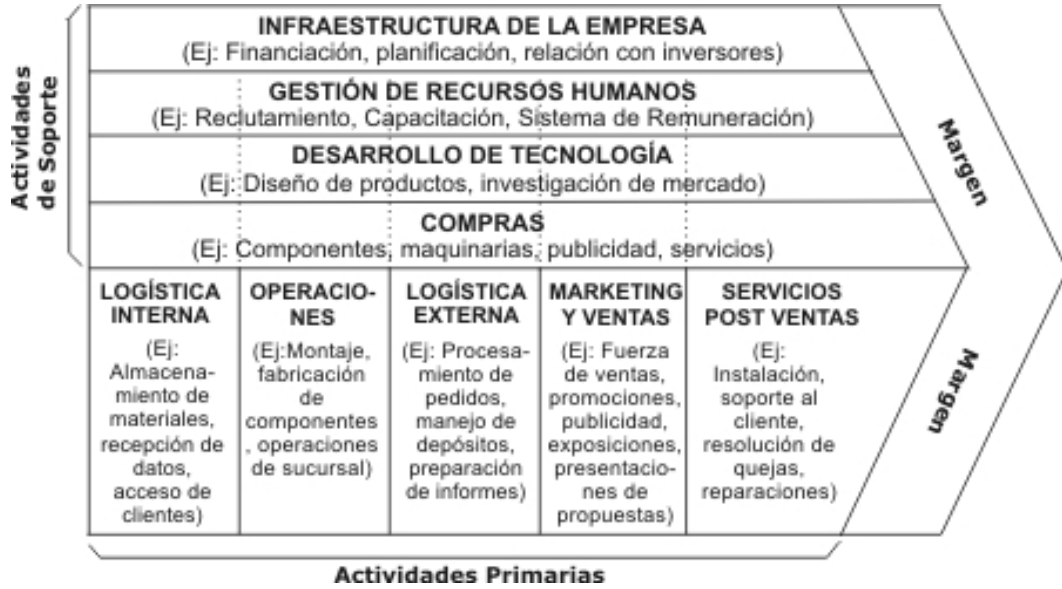 Actividades
de Soporte
INFRAESTRUCTURA DE LA EMPRESA
(Ej: Financiación, planificación, relación con inversores)
GESTIÓN DE RECURSOS HUMANOS
(Ej: Reclutamiento, Capacitación, Sistema de Remuneración)
DESARROLLO DE TECNOLOGÍA
(Ej: Diseño de productos, investigación de mercado)
COMPRAS
(Ej: Componentes, maquinarias, publicidad, servicios)
LOGÍSTICA
INTERNA
(Ej:
Almacena-
miento de
materiales,
recepción de
datos,
acceso de
clientes)
OPERACIO-
NES
(Ej:Montaje,
fabricación
de
componentes
, operaciones
de sucursal)
LOGÍSTICA
EXTERNA
(Ej: Procesa-
miento de
pedidos,
manejo de
depósitos,
preparación
de informes)
MARKETING
Y VENTAS
(Ej: Fuerza
de ventas,
promociones,
publicidad,
exposiciones,
presentacio-
nes de
propuestas)
SERVICIOS
POST VENTAS
(Ej:
Instalación,
soporte al
cliente,
resolución de
quejas,
reparaciones)
Margen
Margen
Actividades Primarias